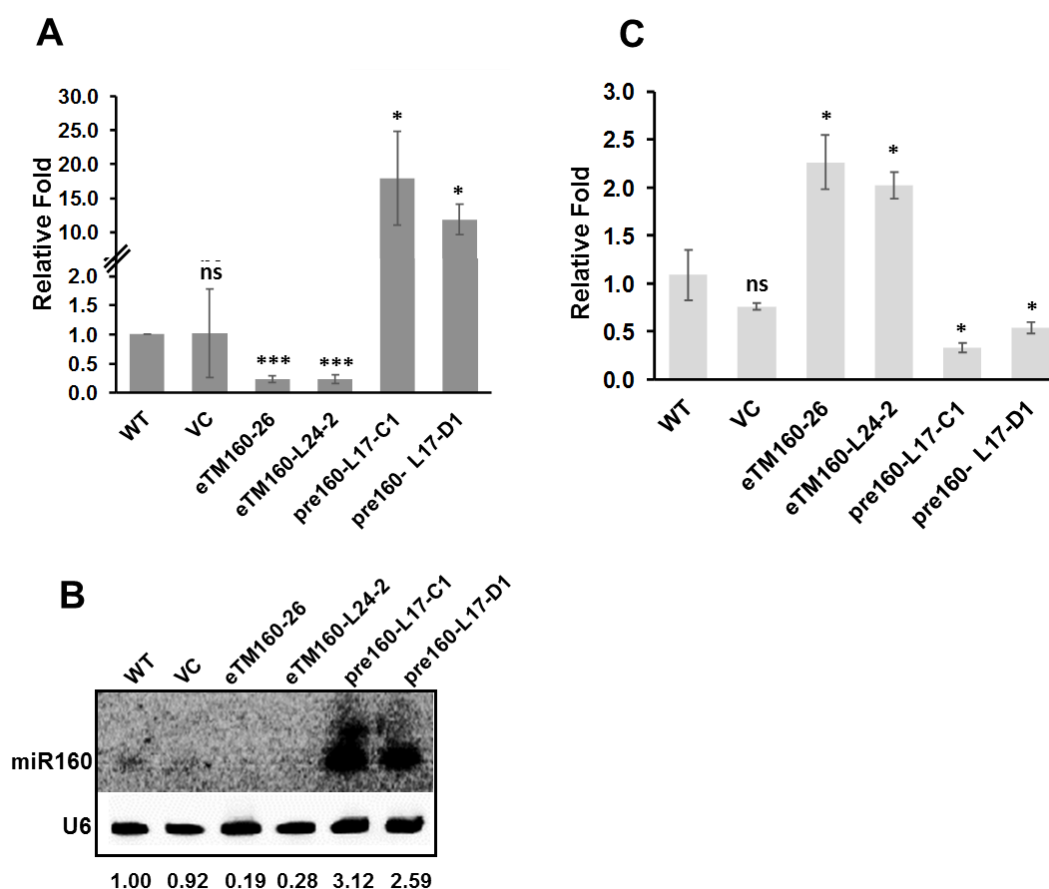 A
Relative Fold
30.0
25.0
20.0
15.0
10.0
2.0
1.5
1.0
0.5
0.0
ns
***
***
*
*
WT
VC
eTM160-26
eTM160-L24-2
pre160-L17-C1
pre160- L17-D1
C
Relative Fold
3.0
2.5
2.0
1.5
1.0
0.5
0.0
ns
*
*
*
*
WT
VC
eTM160-26
eTM160-L24-2
pre160-L17-C1
pre160- L17-D1
B
WT
VC
eTM160-26
eTM160-L24-2
pre160-L17-C1
pre160-L17-D1
miR160
U6
1.00 0.92 0.19 0.28 3.12 2.59